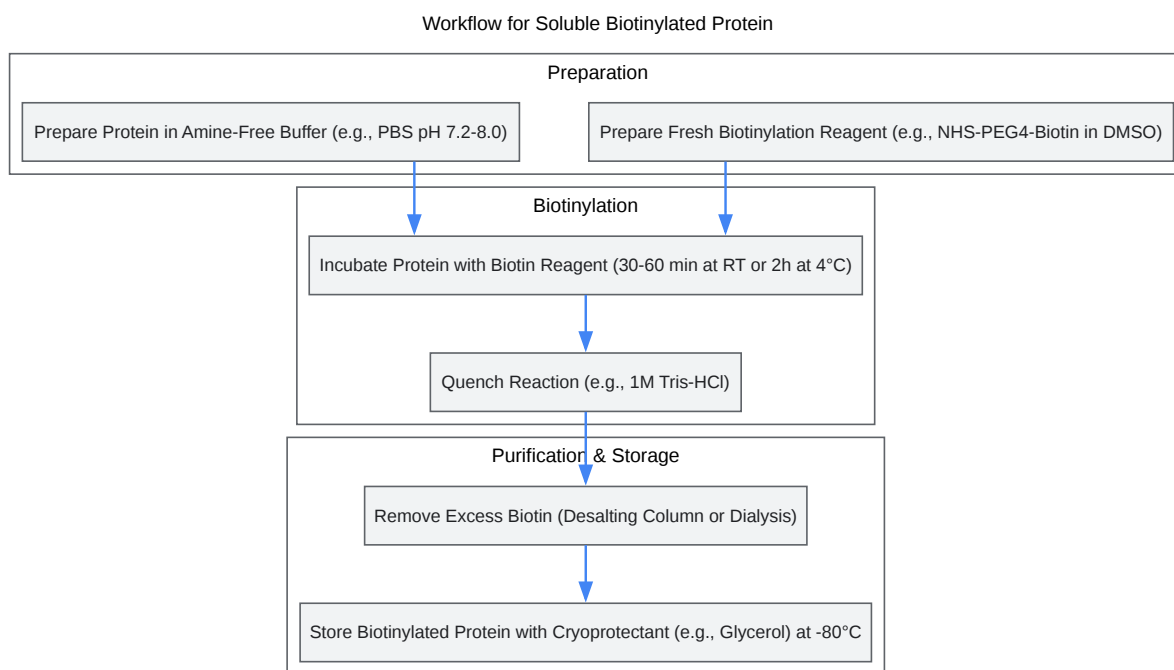 Workflow for Soluble Biotinylated Protein
Preparation
Prepare Protein in Amine-Free Buffer (e.g., PBS pH 7.2-8.0)
Prepare Fresh Biotinylation Reagent (e.g., NHS-PEG4-Biotin in DMSO)
Biotinylation
Incubate Protein with Biotin Reagent (30-60 min at RT or 2h at 4°C)
Quench Reaction (e.g., 1M Tris-HCl)
Purification & Storage
Remove Excess Biotin (Desalting Column or Dialysis)
Store Biotinylated Protein with Cryoprotectant (e.g., Glycerol) at -80°C